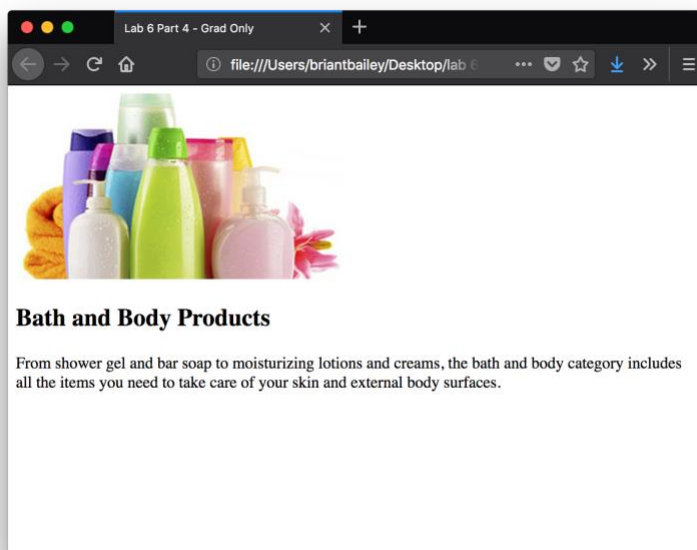 Lab 6 Part 4 - Grad Only
file:///Users/briantbailey/Desktop/lab 6
Bath and Body Products
From shower gel and bar soap to moisturizing lotions and creams, the bath and body category includes
all the items you need to take care of your skin and external body surfaces.